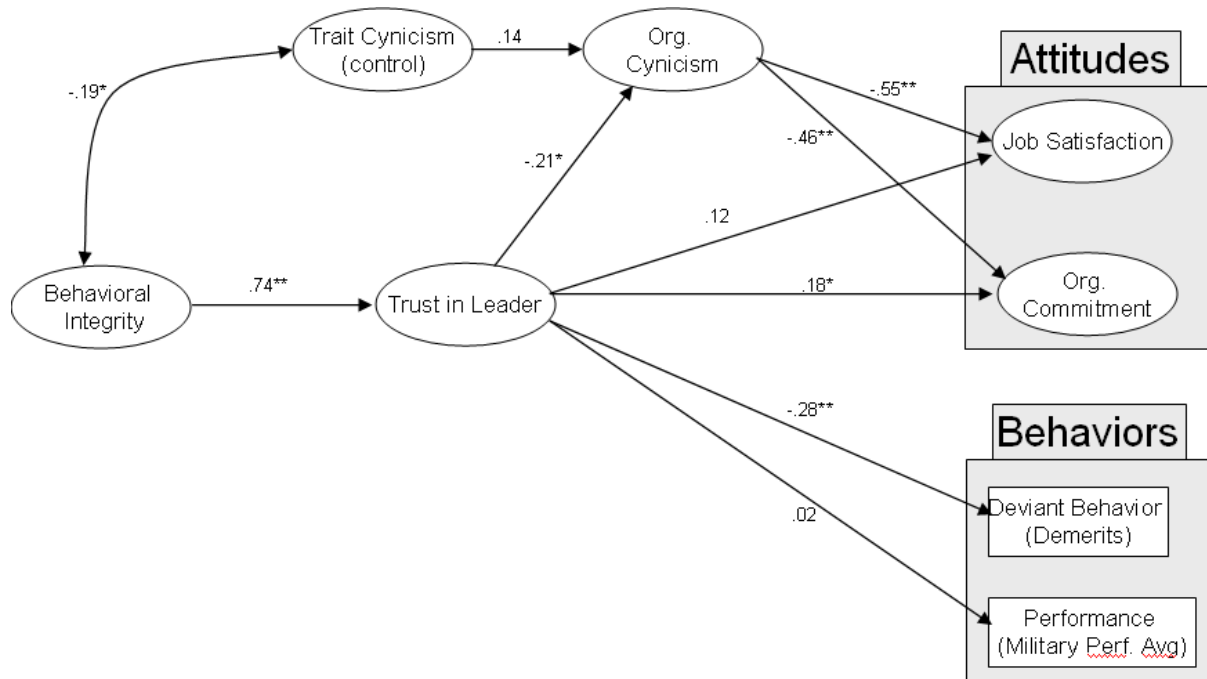 Trait Cynicism
(control)
.14
Org.
Cynicism
Attitudes
-.19*
-.55**
-.46**
Job Satisfaction
-.21*
.12
Behavioral
Integrity
.74**
Trust in Leader
.18*
Org.
Commitment
-.28**
Behaviors
.02
Deviant Behavior
(Demerits)
Performance
(Military Perf. Avg)